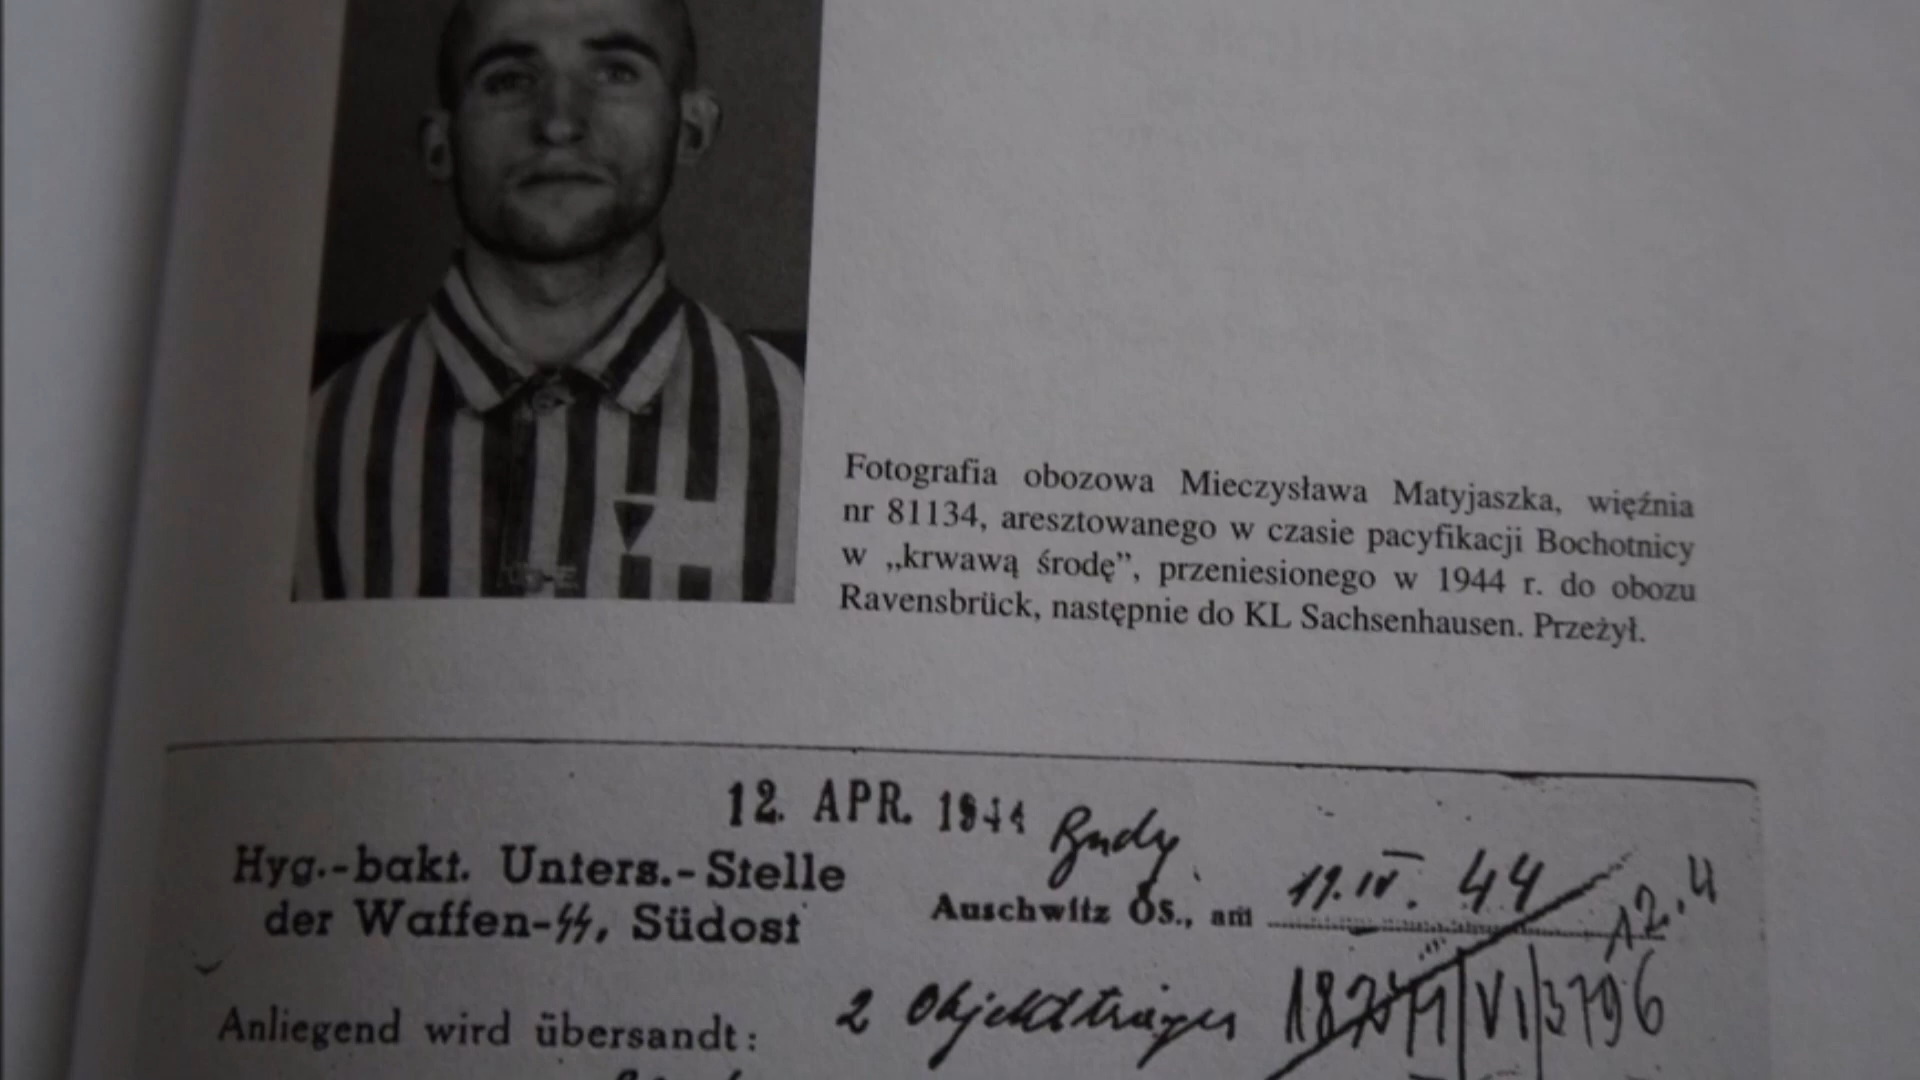 Fotografia obozowa Mieczysława Matyjaszka, więźnia
nr 81134, aresztowanego w czasie pacyfikacji Bochotnicy
w „krwawą środę”, przeniesionego w 1944 r. do obozu
Ravensbrück, następnie do KL Sachsenhausen. Przeżył.
12. APR. 1944 Budy
Hyg.-bakt. Unters.-Stelle
der Waffen-SS, Südost
Auschwitz OS., am 11.IV. 44
12.4
Anliegend wird übersandt: 2 Objektträger VI 3796